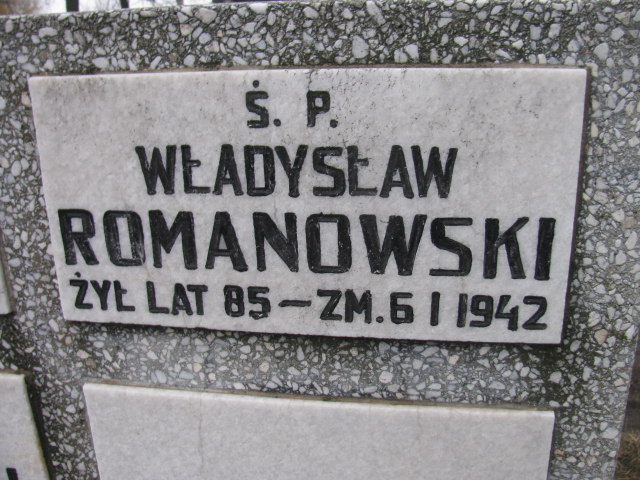 Ś. P.
WŁADYSŁAW
ROMANOWSKI
ŻYŁ LAT 85 – ZM. 6 I 1942